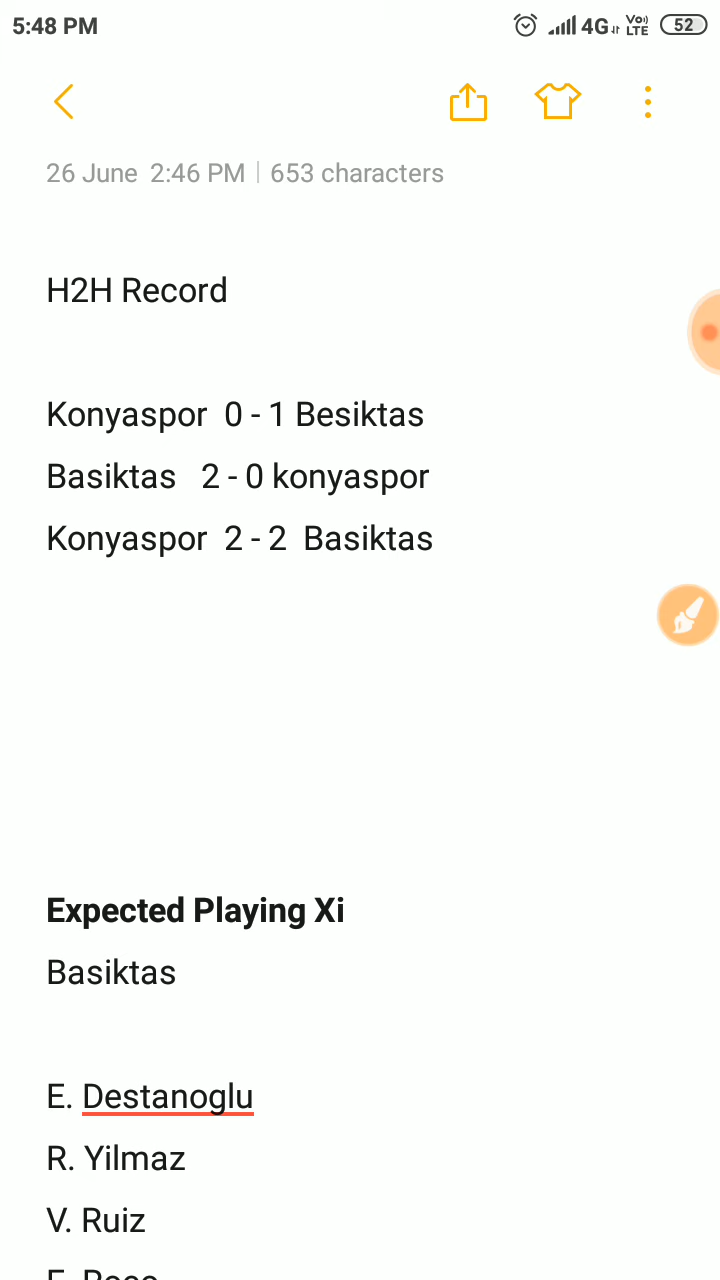 5:48 PM
4G VoLTE 52
26 June 2:46 PM | 653 characters
H2H Record
Konyaspor 0 - 1 Besiktas
Basiktas 2 - 0 konyaspor
Konyaspor 2 - 2 Basiktas
Expected Playing Xi
Basiktas
E. Destanoglu
R. Yilmaz
V. Ruiz